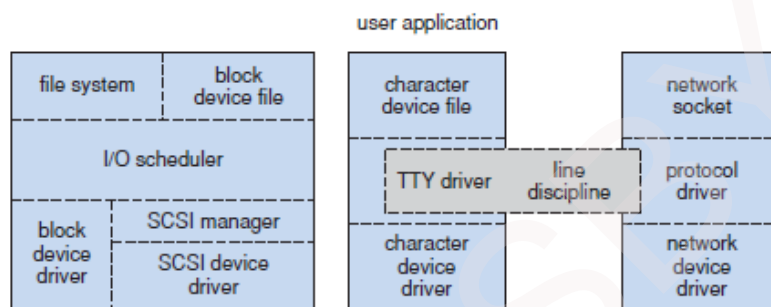 user application
file system
block
device file
I/O scheduler
block
device
driver
SCSI manager
SCSI device
driver
character
device file
TTY driver
line
discipline
character
device
driver
network
socket
protocol
driver
network
device
driver